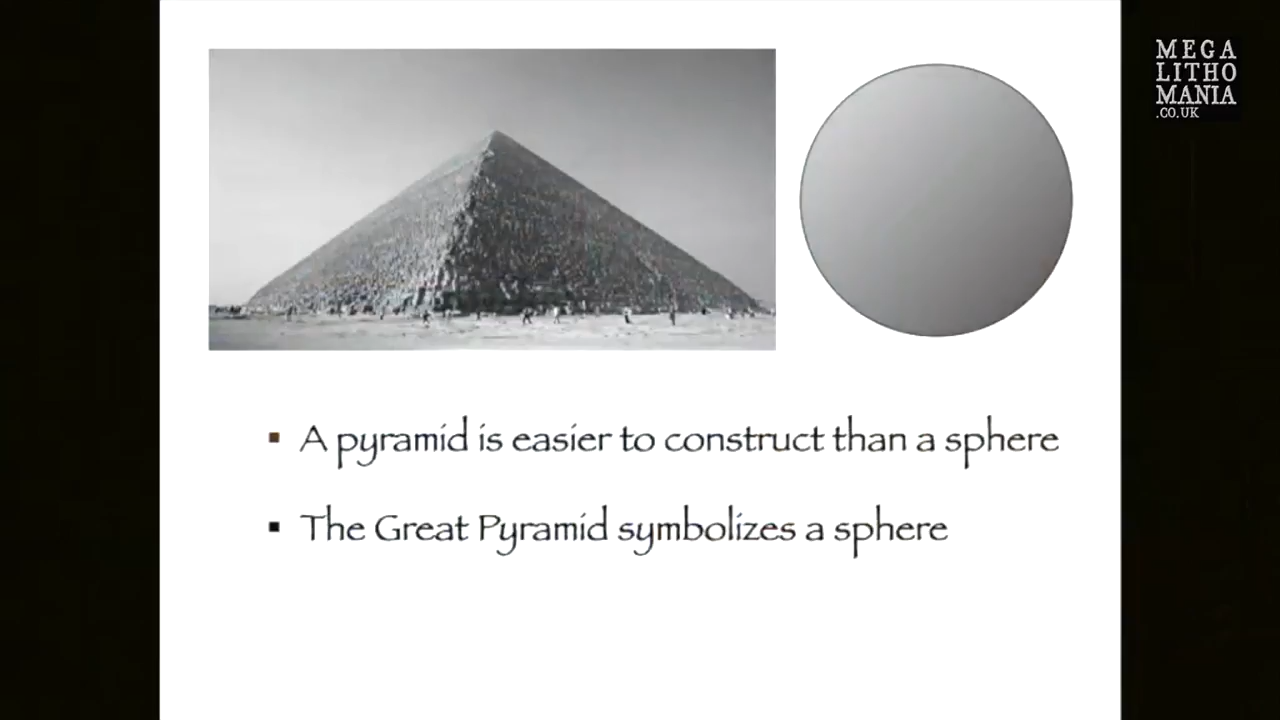 MEGA
LITHO
MANIA
.CO.UK
▪ A pyramid is easier to construct than a sphere
▪ The Great Pyramid symbolizes a sphere